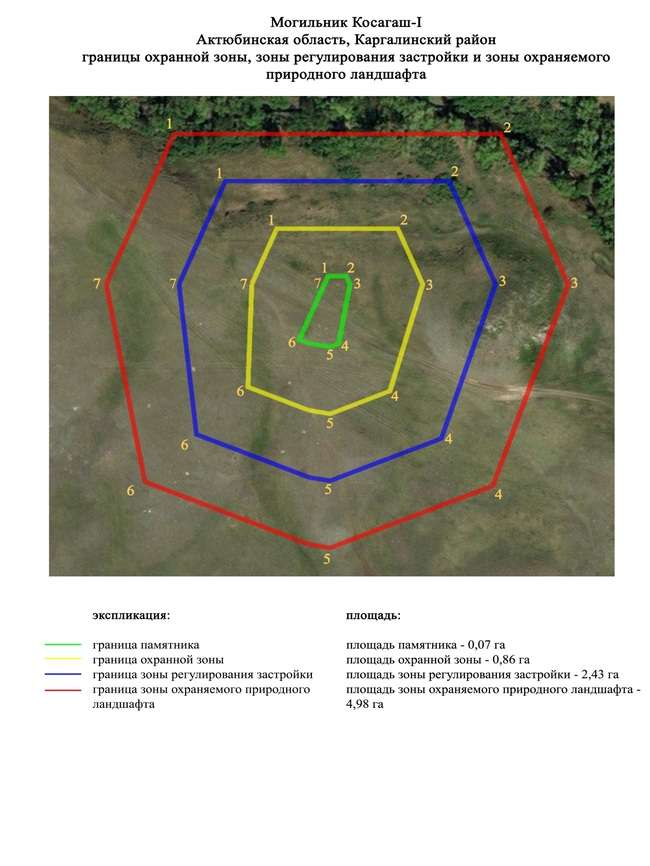 Могильник Косагаш-I
Актюбинская область, Каргалинский район
границы охранной зоны, зоны регулирования застройки и зоны охраняемого
природного ландшафта
1
2
1
2
1
2
1
2
7
7
7
7
3
3
3
3
6
5
4
6
4
5
6
4
5
6
4
5
экспликация:
площадь:
граница памятника
площадь памятника - 0,07 га
граница охранной зоны
площадь охранной зоны - 0,86 га
граница зоны регулирования застройки
площадь зоны регулирования застройки - 2,43 га
граница зоны охраняемого природного
ландшафта
площадь зоны охраняемого природного ландшафта -
4,98 га